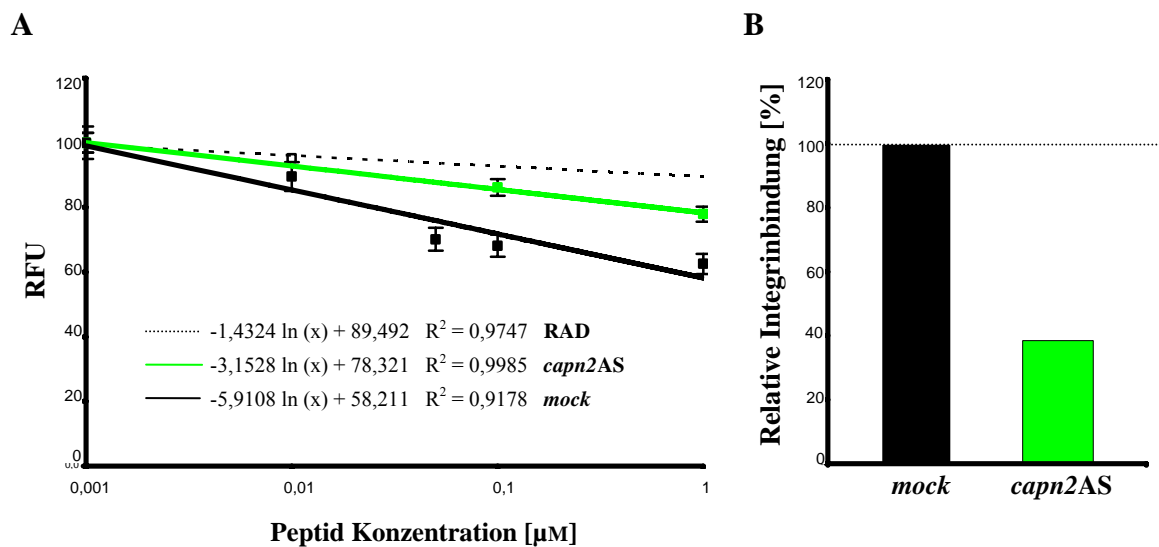 A
B
120
100
80
60
40
20
0
0,0
RFU
-1,4324 ln (x) + 89,492 R² = 0,9747 RAD
-3,1528 ln (x) + 78,321 R² = 0,9985 capn2AS
-5,9108 ln (x) + 58,211 R² = 0,9178 mock
0,001
0,01
0,1
1
Peptid Konzentration [µM]
Relative Integrinbindung [%]
120
100
80
60
40
20
0
mock
capn2AS